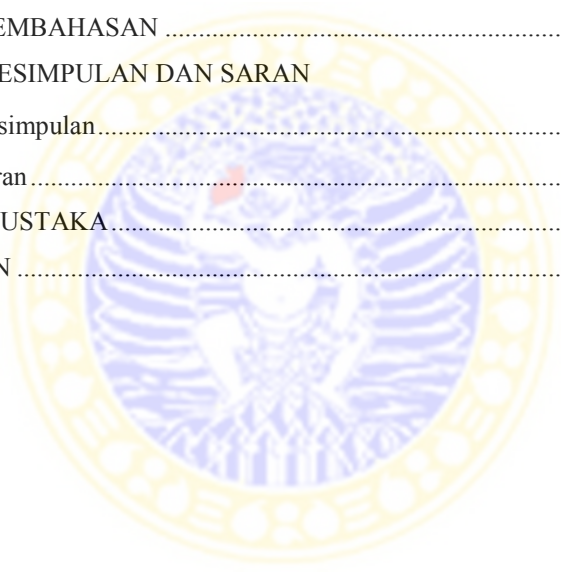 EMBAHASAN ..........................................................
ESIMPULAN DAN SARAN
simpulan....................................................................
ran..............................................................................
USTAKA..................................................................
N ................................................................................